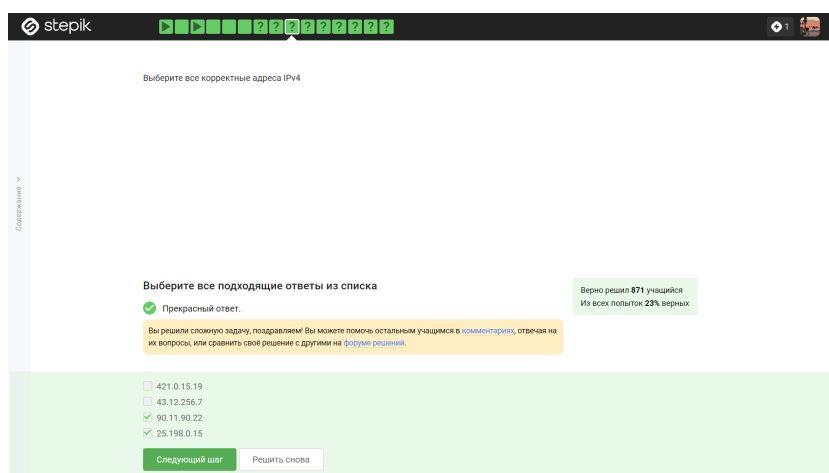 stepik
1
Выберите все корректные адреса IPv4
Содержание
Выберите все подходящие ответы из списка
Прекрасный ответ.
Верно решил 871 учащийся
Из всех попыток 23% верных
Вы решили сложную задачу, поздравляем! Вы можете помочь остальным учащимся в комментариях, отвечая на
их вопросы, или сравнить своё решение с другими на форуме решений.
421.0.15.19
43.12.256.7
90.11.90.22
25.198.0.15
Следующий шаг
Решить снова